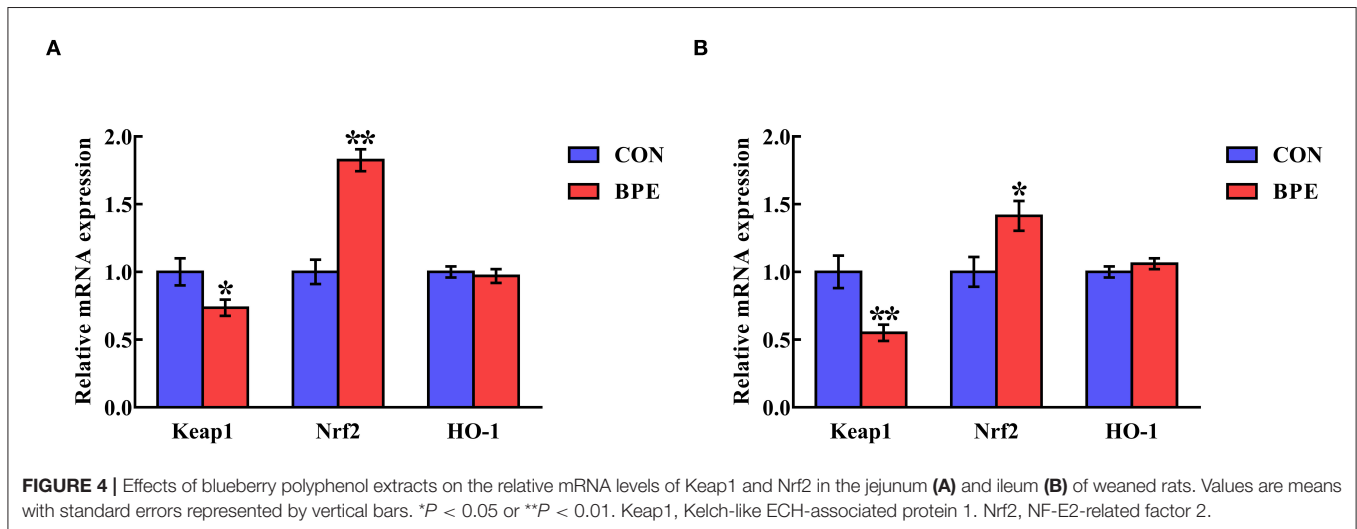 A
B
Relative mRNA expression
2.0
1.5
1.0
0.5
0.0
*
**
Keap1
Nrf2
HO-1
CON
BPE
Relative mRNA expression
2.0
1.5
1.0
0.5
0.0
**
*
Keap1
Nrf2
HO-1
CON
BPE
FIGURE 4 | Effects of blueberry polyphenol extracts on the relative mRNA levels of Keap1 and Nrf2 in the jejunum (A) and ileum (B) of weaned rats. Values are means
with standard errors represented by vertical bars. *P < 0.05 or **P < 0.01. Keap1, Kelch-like ECH-associated protein 1. Nrf2, NF-E2-related factor 2.